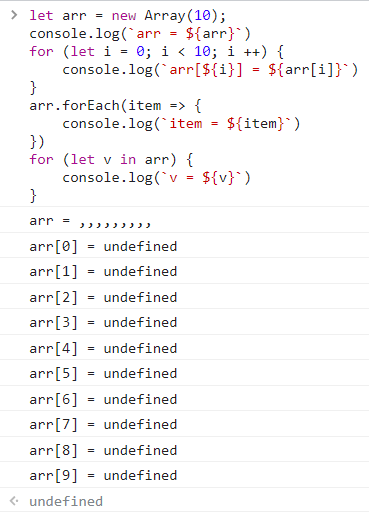 > let arr = new Array(10);
console.log(`arr = ${arr}`)
for (let i = 0; i < 10; i ++) {
    console.log(`arr[${i}] = ${arr[i]}`)
}
arr.forEach(item => {
    console.log(`item = ${item}`)
})
for (let v in arr) {
    console.log(`v = ${v}`)
}
arr = ,,,,,,,,,
arr[0] = undefined
arr[1] = undefined
arr[2] = undefined
arr[3] = undefined
arr[4] = undefined
arr[5] = undefined
arr[6] = undefined
arr[7] = undefined
arr[8] = undefined
arr[9] = undefined
undefined